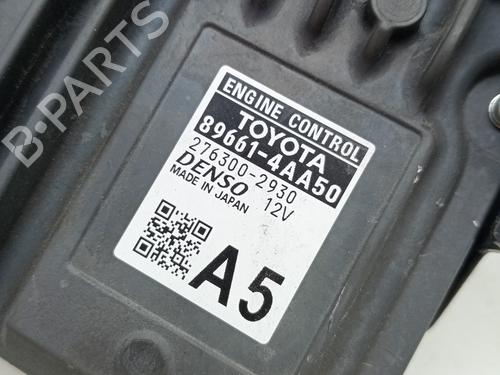 B-PARTS
ENGINE CONTROL
TOYOTA
89661-4AA50
276300-2930
DENSO 12V
MADE IN JAPAN
A5